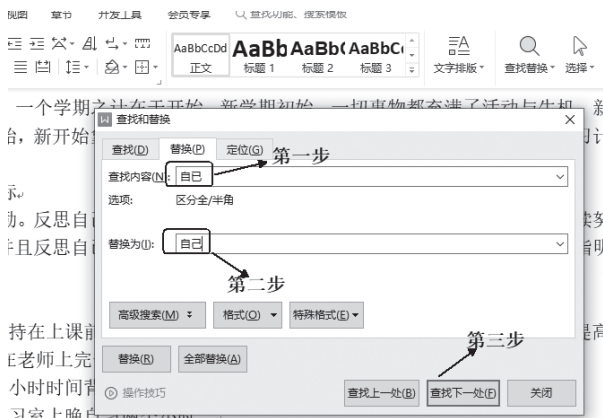 视图 章节 开发工具 会员专享 查找功能、搜索模板
AaBbCcDd AaBb AaBb( AaBbC(
正文 标题 1 标题 2 标题 3 文字排版 查找替换 选择
一个学期之计在于开始，新学期初始，一切事物都充满了活动与生机，新
始，新开始
查找和替换
查找(D) 替换(P) 定位(G)
第一步
查找内容(N): 自已
选项: 区分全/半角
标
动。反思自
并且反思自
替换为(I): 自己
第二步
高级搜索(M) 格式(O) 特殊格式(E)
第三步
持在上课前 提高
在老师上完
替换(R) 全部替换(A)
小时时间背
操作技巧 查找上一处(B) 查找下一处(F) 关闭